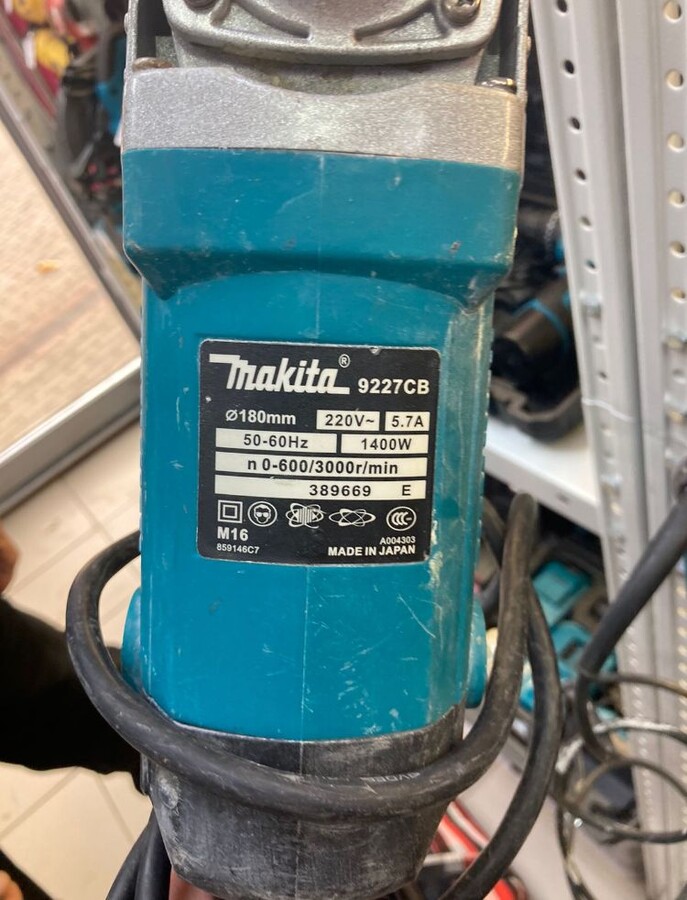 makita® 9227CB
Ø180mm 220V~ 5.7A
50-60Hz 1400W
n 0-600/3000r/min
389669 E
M16
A004303
859146C7 MADE IN JAPAN